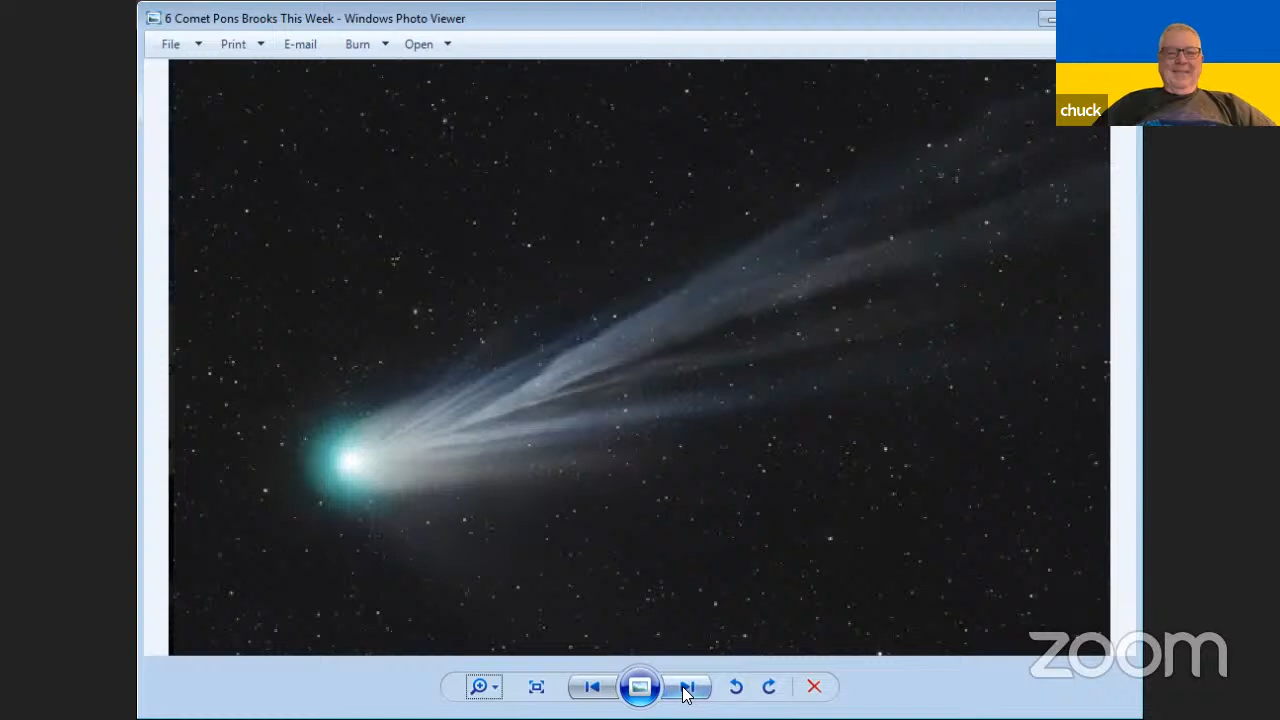 6 Comet Pons Brooks This Week - Windows Photo Viewer
File Print E-mail Burn Open
chuck
zoom